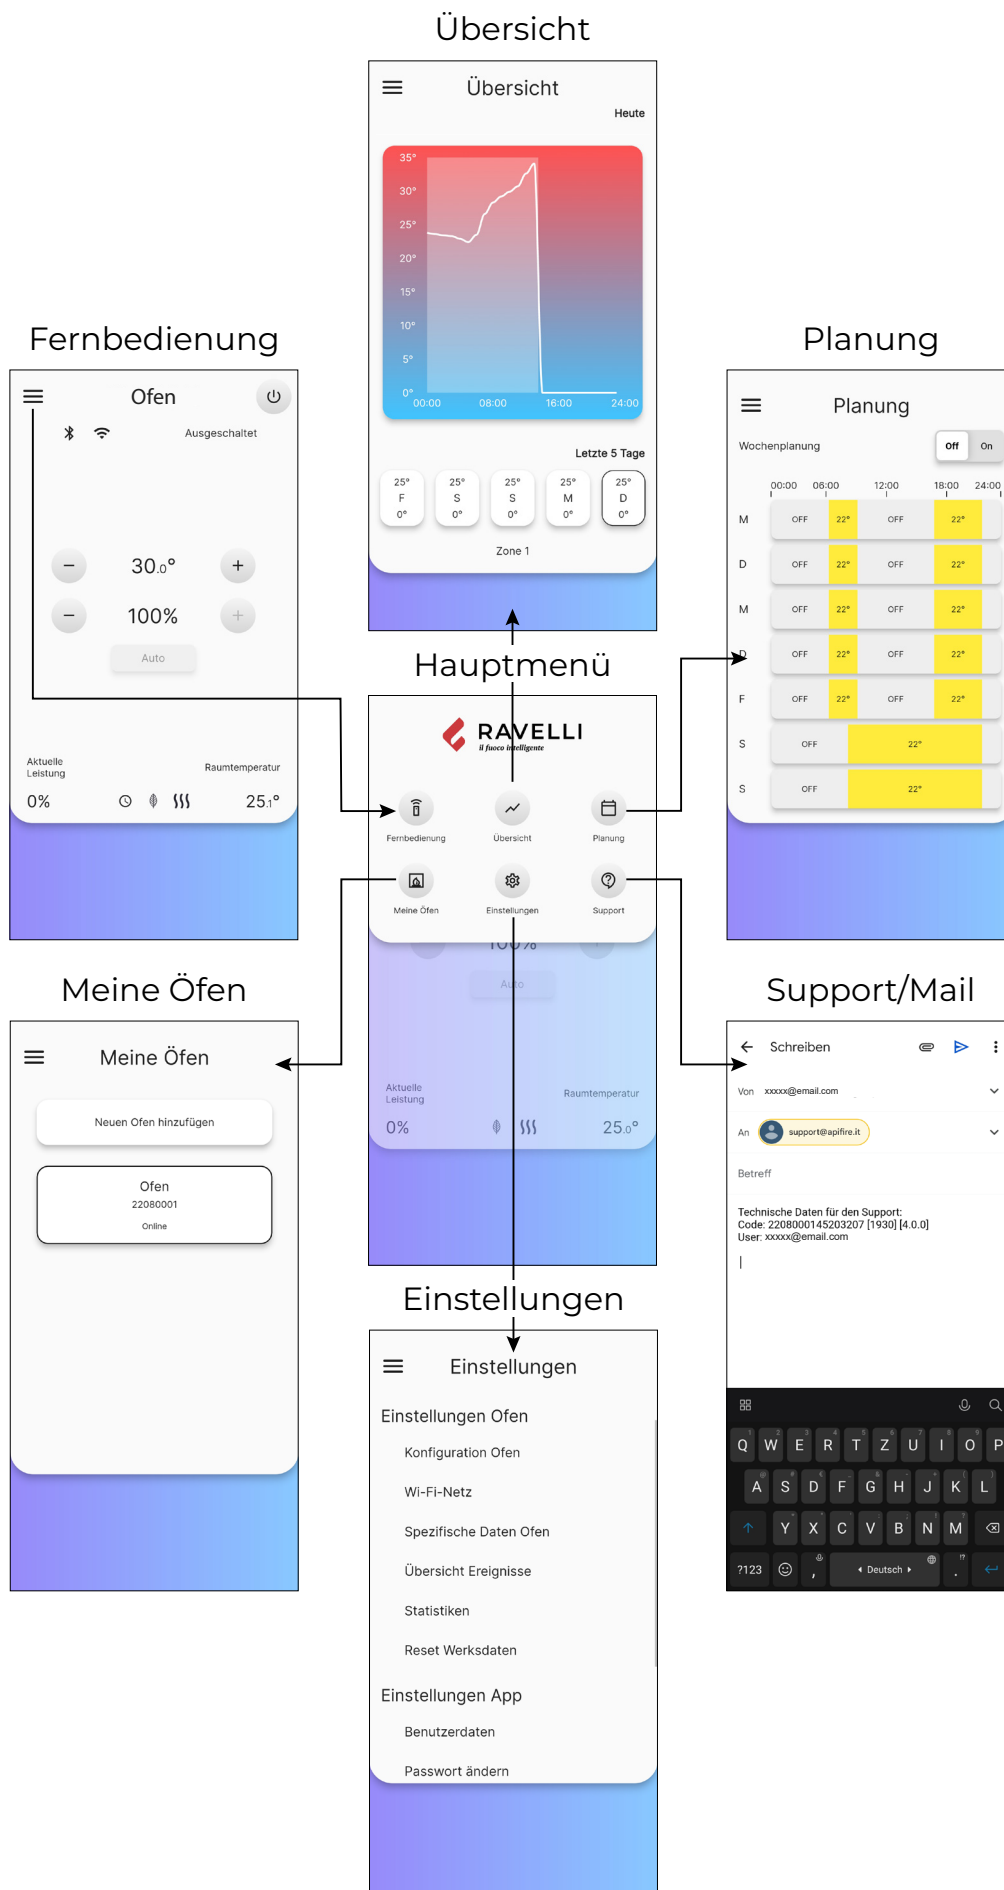 Übersicht
Übersicht
Heute
35°
30°
25°
20°
15°
10°
5°
0°
00:00 08:00 16:00 24:00
Letzte 5 Tage
25° 25° 25° 25° 25°
F S S M D
0° 0° 0° 0° 0°
Zone 1
Fernbedienung
Ofen
Ausgeschaltet
30.0°
100%
Auto
Aktuelle
Leistung
Raumtemperatur
0%
25.1°
Planung
Planung
Wochenplanung
Off On
00:00 06:00 12:00 18:00 24:00
M OFF 22° OFF 22°
D OFF 22° OFF 22°
M OFF 22° OFF 22°
D OFF 22° OFF 22°
F OFF 22° OFF 22°
S OFF 22°
S OFF 22°
Hauptmenü
RAVELLI
il fuoco intelligente
Fernbedienung Übersicht Planung
Meine Öfen Einstellungen Support
100%
Auto
Aktuelle
Leistung
Raumtemperatur
0%
25.0°
Meine Öfen
Meine Öfen
Neuen Ofen hinzufügen
Ofen
22080001
Online
Support/Mail
Schreiben
Von xxxxx@email.com
An support@apifire.it
Betreff
Technische Daten für den Support:
Code: 2208000145203207 [1930] [4.0.0]
User: xxxxx@email.com
Q W E R T Z U I O P
A S D F G H J K L
Y X C V B N M
?123 , Deutsch .
Einstellungen
Einstellungen
Einstellungen Ofen
Konfiguration Ofen
Wi-Fi-Netz
Spezifische Daten Ofen
Übersicht Ereignisse
Statistiken
Reset Werksdaten
Einstellungen App
Benutzerdaten
Passwort ändern